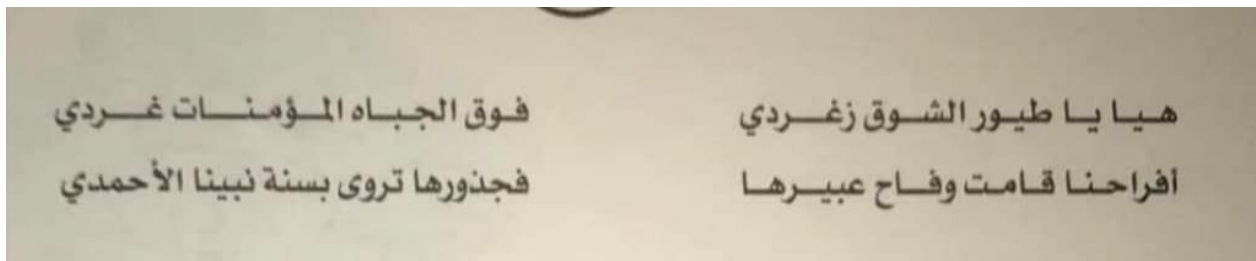 هيا يا طيور الشوق زغردي فوق الجباه المؤمنات غردي
أفراحنا قامت وفاح عبيرها فجذورها تروى بسنة نبينا الأحمدي